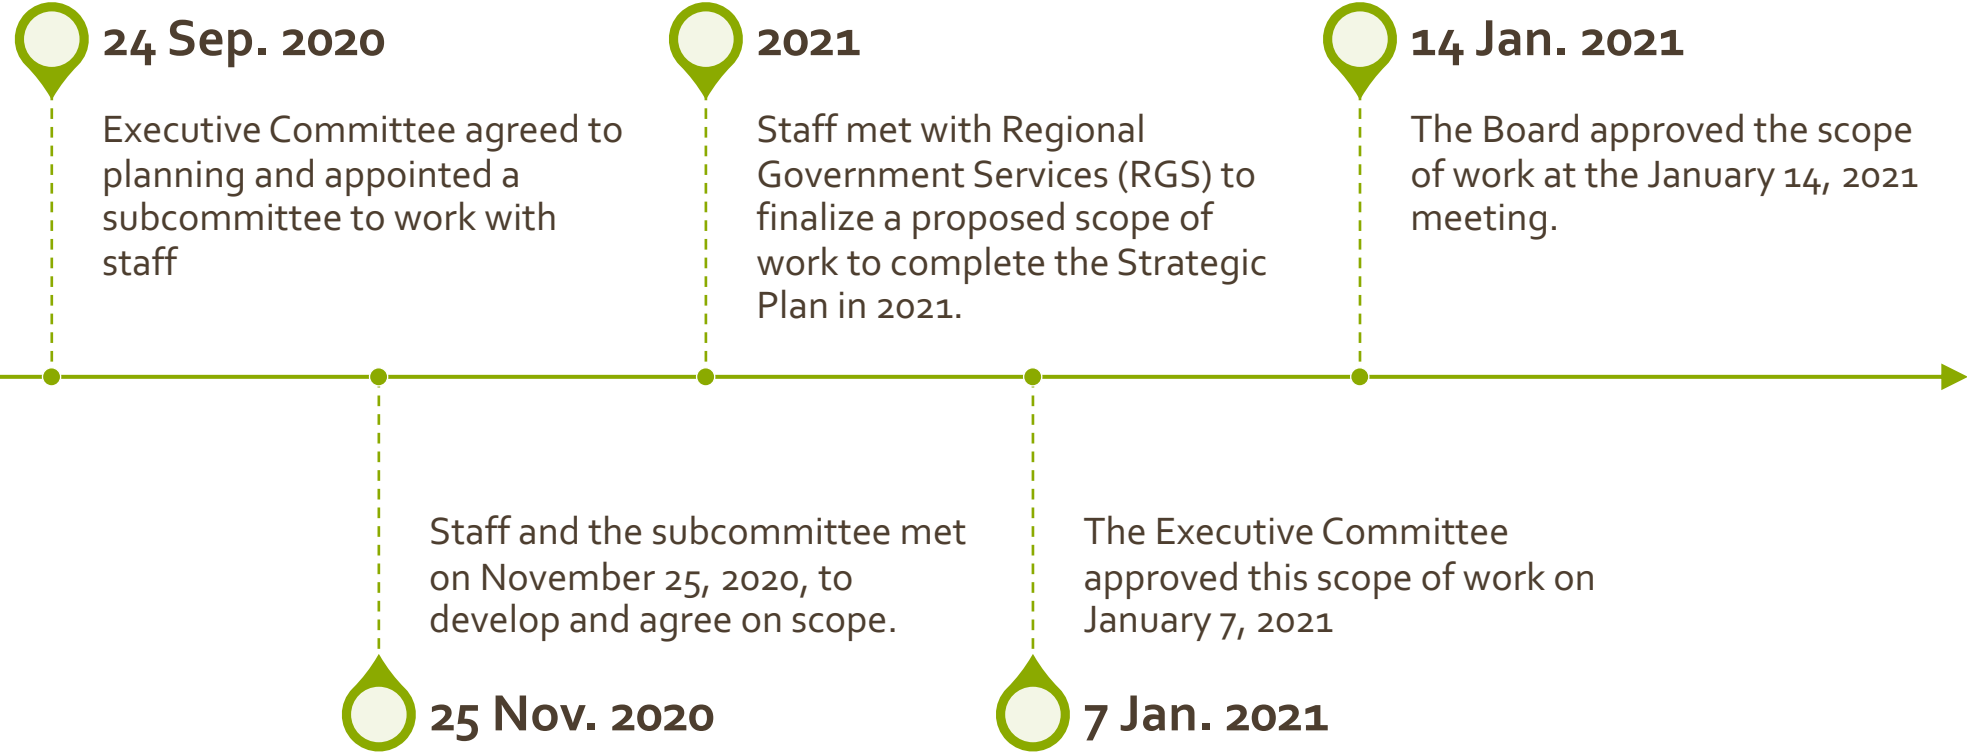 24 Sep. 2020
Executive Committee agreed to
planning and appointed a
subcommittee to work with
staff
25 Nov. 2020
Staff and the subcommittee met
on November 25, 2020, to
develop and agree on scope.
2021
Staff met with Regional
Government Services (RGS) to
finalize a proposed scope of
work to complete the Strategic
Plan in 2021.
7 Jan. 2021
The Executive Committee
approved this scope of work on
January 7, 2021
14 Jan. 2021
The Board approved the scope
of work at the January 14, 2021
meeting.